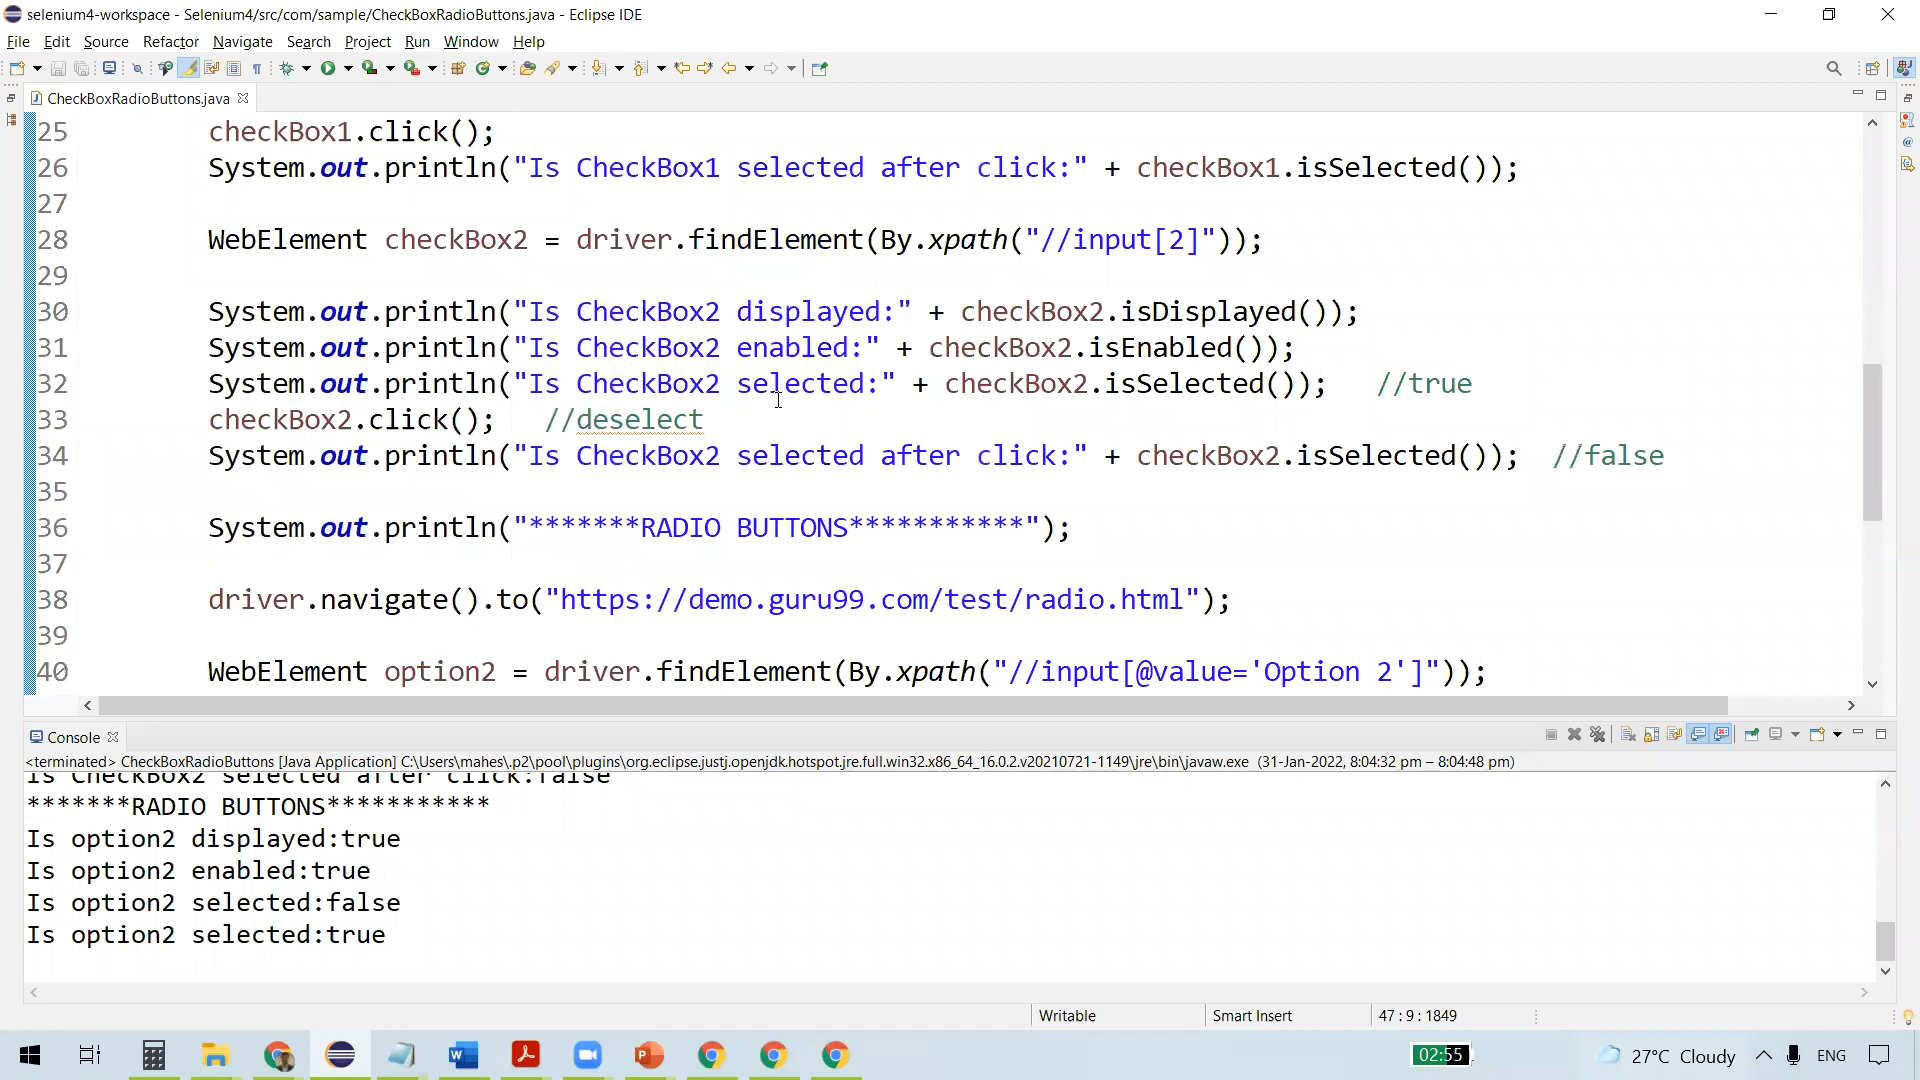 selenium4-workspace - Selenium4/src/com/sample/CheckBoxRadioButtons.java - Eclipse IDE
File Edit Source Refactor Navigate Search Project Run Window Help
CheckBoxRadioButtons.java
25 checkBox1.click();
26 System.out.println("Is CheckBox1 selected after click:" + checkBox1.isSelected());
27
28 WebElement checkBox2 = driver.findElement(By.xpath("//input[2]"));
29
30 System.out.println("Is CheckBox2 displayed:" + checkBox2.isDisplayed());
31 System.out.println("Is CheckBox2 enabled:" + checkBox2.isEnabled());
32 System.out.println("Is CheckBox2 selected:" + checkBox2.isSelected()); //true
33 checkBox2.click(); //deselect
34 System.out.println("Is CheckBox2 selected after click:" + checkBox2.isSelected()); //false
35
36 System.out.println("*******RADIO BUTTONS***********");
37
38 driver.navigate().to("https://demo.guru99.com/test/radio.html");
39
40 WebElement option2 = driver.findElement(By.xpath("//input[@value='Option 2']"));
Console
<terminated> CheckBoxRadioButtons [Java Application] C:\Users\mahes\.p2\pool\plugins\org.eclipse.justj.openjdk.hotspot.jre.full.win32.x86_64_16.0.2.v20210721-1149\jre\bin\javaw.exe (31-Jan-2022, 8:04:32 pm – 8:04:48 pm)
Is CheckBox2 selected after click:false
*******RADIO BUTTONS***********
Is option2 displayed:true
Is option2 enabled:true
Is option2 selected:false
Is option2 selected:true
Writable Smart Insert 47 : 9 : 1849
02:55 27°C Cloudy ENG